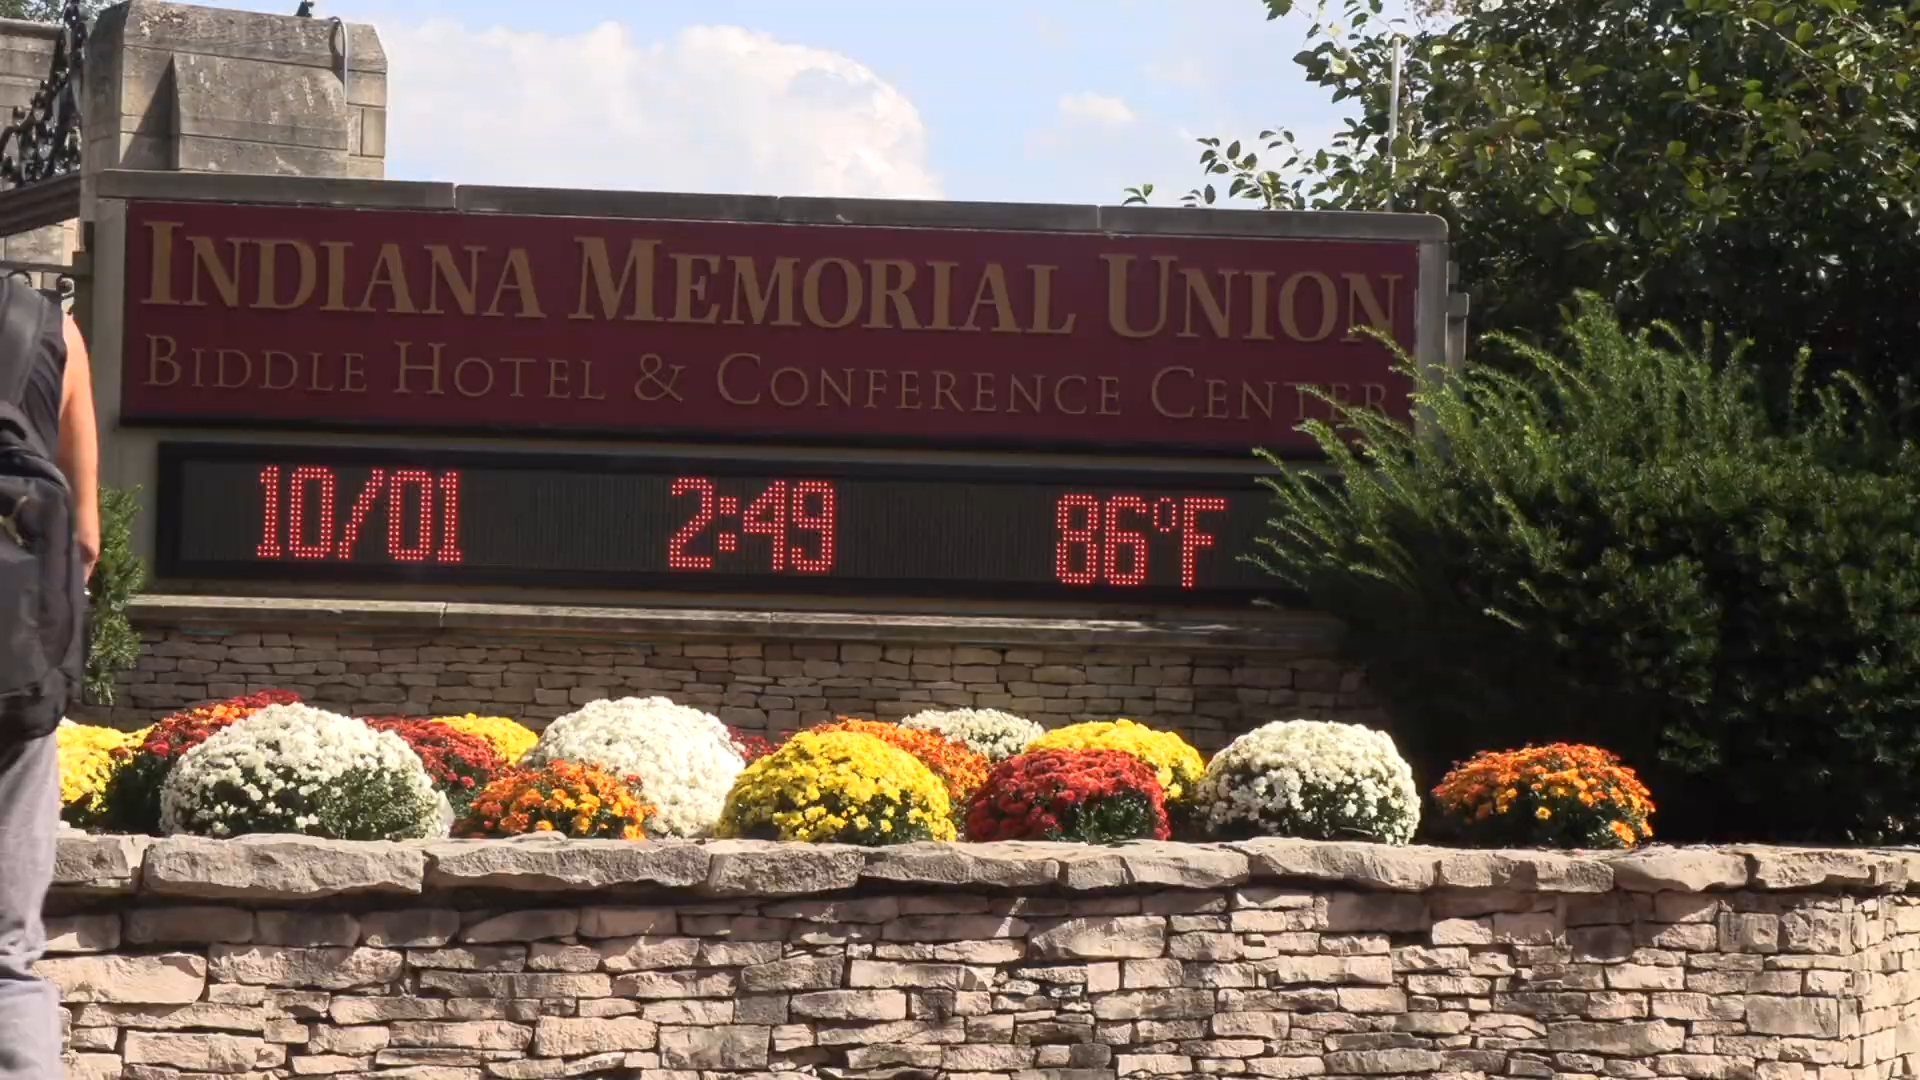 INDIANA MEMORIAL UNION
BIDDLE HOTEL & CONFERENCE CENTER
10/01 2:49 86°F